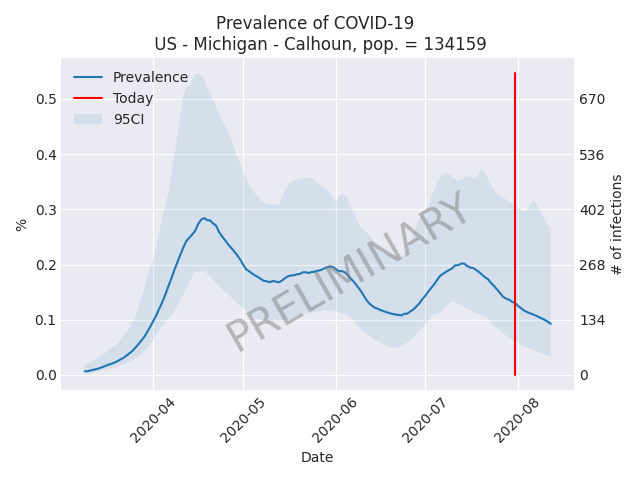 Prevalence of COVID-19
US - Michigan - Calhoun, pop. = 134159
Prevalence
Today
95CI
0.5
0.4
0.3
0.2
0.1
0.0
%
670
536
402
268
134
0
# of infections
PRELIMINARY
2020-04
2020-05
2020-06
2020-07
2020-08
Date